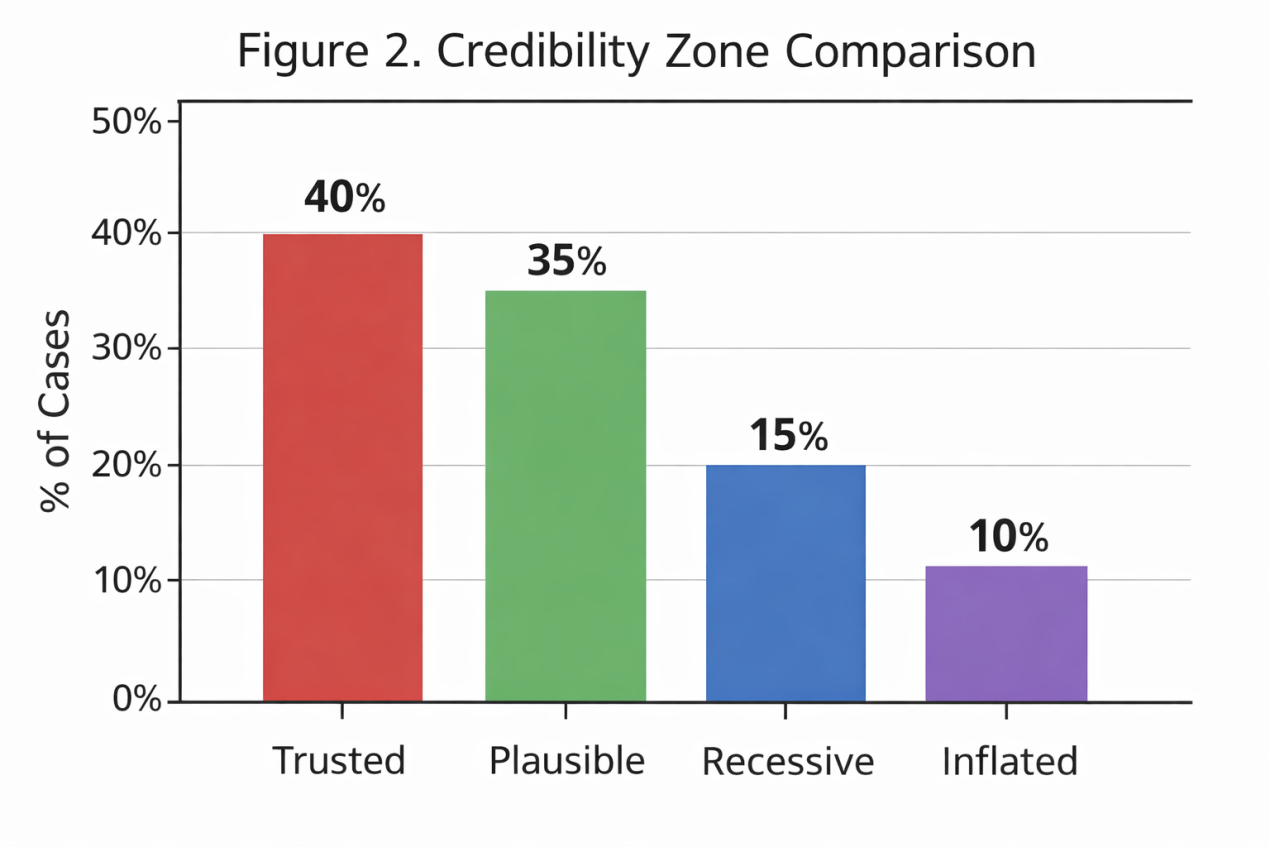 Figure 2. Credibility Zone Comparison
50%
40%
30%
20%
10%
0%
% of Cases
40%
35%
15%
10%
Trusted
Plausible
Recessive
Inflated